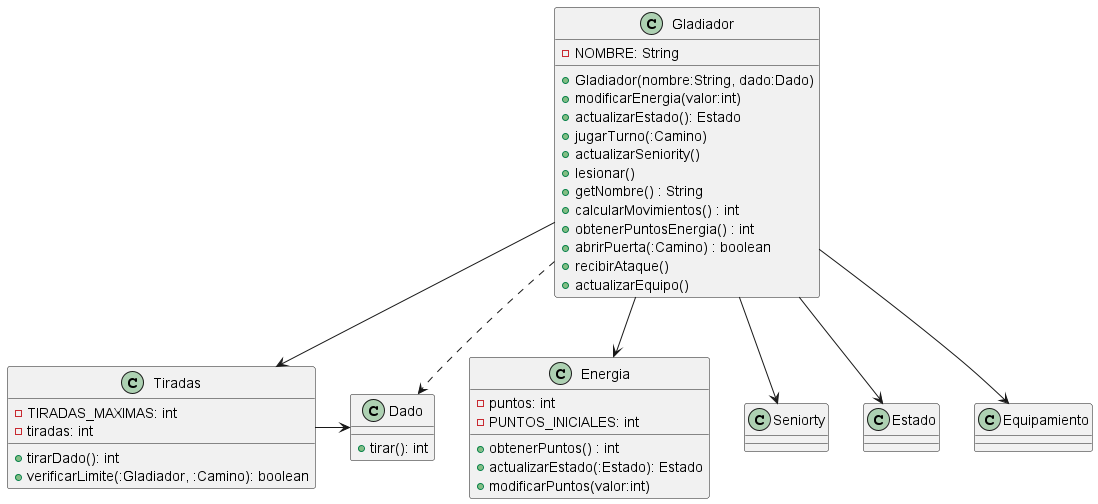 C Gladiador
NOMBRE: String
Gladiador(nombre:String, dado:Dado)
modificarEnergia(valor:int)
actualizarEstado(): Estado
jugarTurno(:Camino)
actualizarSeniority()
lesionar()
getNombre() : String
calcularMovimientos() : int
obtenerPuntosEnergia() : int
abrirPuerta(:Camino) : boolean
recibirAtaque()
actualizarEquipo()
C Tiradas
TIRADAS_MAXIMAS: int
tiradas: int
tirarDado(): int
verificarLimite(:Gladiador, :Camino): boolean
C Dado
tirar(): int
C Energia
puntos: int
PUNTOS_INICIALES: int
obtenerPuntos() : int
actualizarEstado(:Estado): Estado
modificarPuntos(valor:int)
C Seniorty
C Estado
C Equipamiento